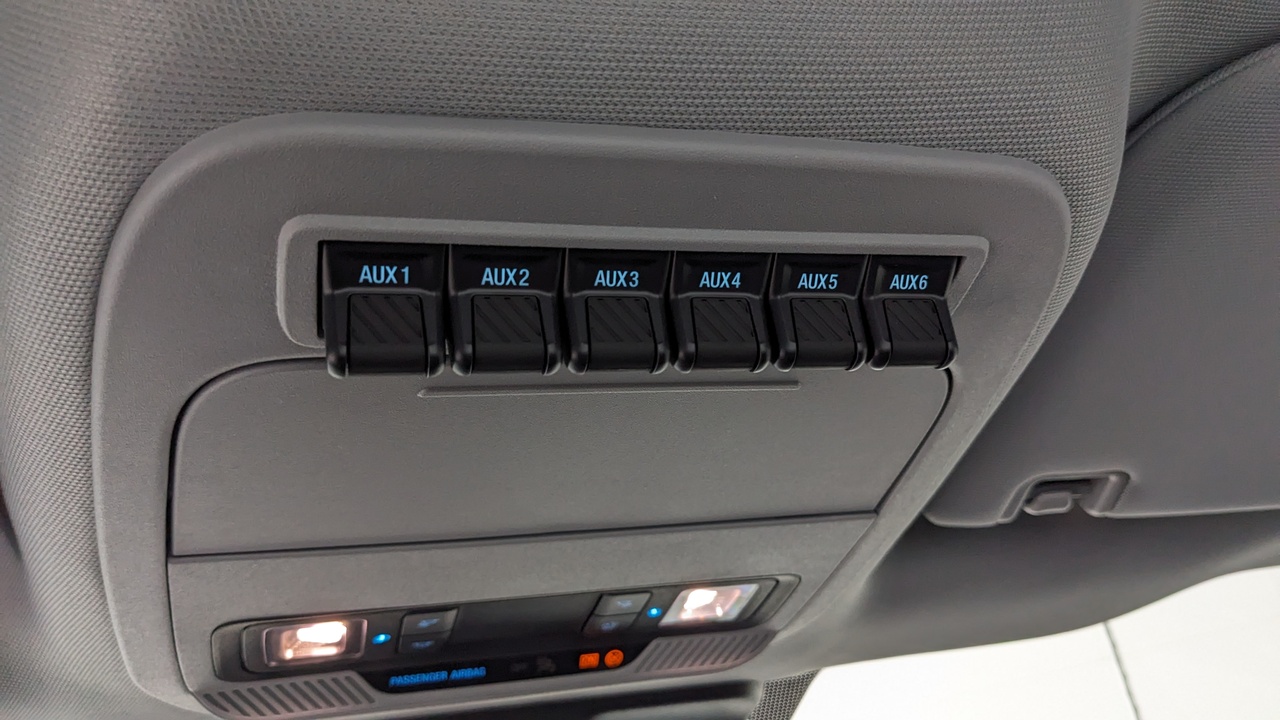 AUX1 AUX2 AUX3 AUX4 AUX5 AUX6
PASSENGER AIRBAG